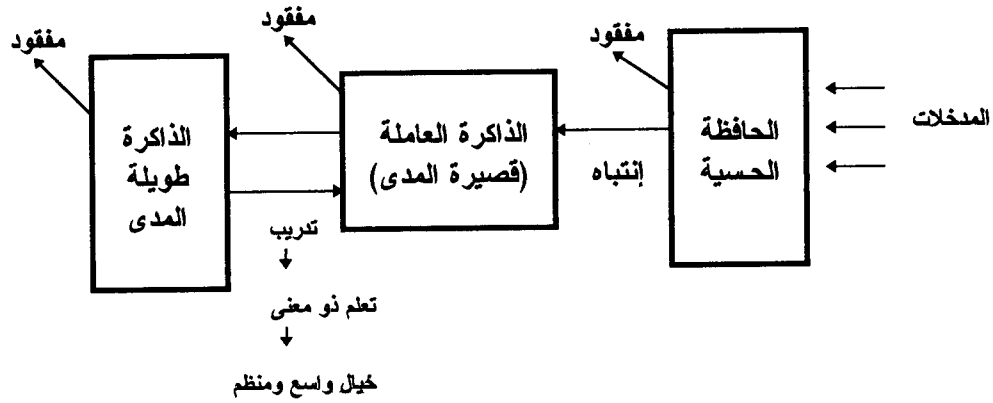 المدخلات
مفقود
الحافظة
الحسية
إنتباه
مفقود
الذاكرة العاملة
(قصيرة المدى)
مفقود
الذاكرة
طويلة
المدى
تدريب
تعلم ذو معنى
خيال واسع ومنظم